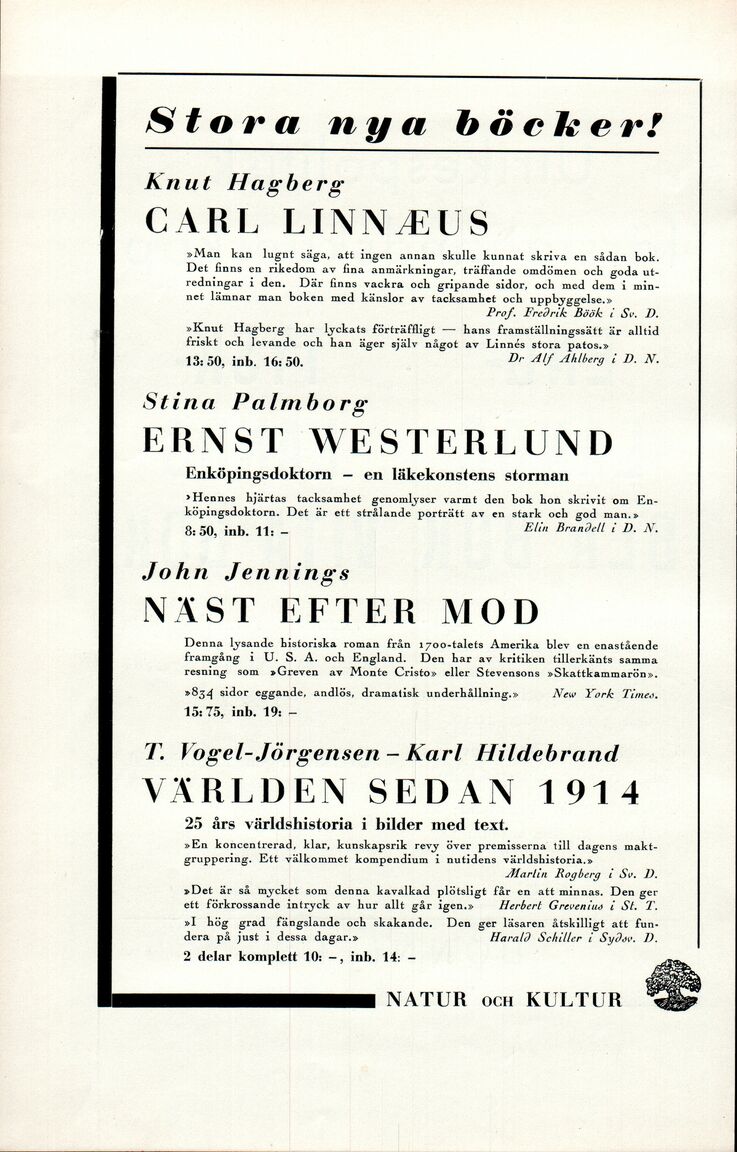 Stora nya böcker!
Knut Hagberg
CARL LINNÆUS
»Man kan lugnt säga, att ingen annan skulle kunnat skriva en sådan bok.
Det finns en rikedom av fina anmärkningar, träffande omdömen och goda ut-
redningar i den. Där finns vackra och gripande sidor, och med dem i min-
net lämnar man boken med känslor av tacksamhet och uppbyggelse.»
Prof. Fredrik Böök i Sv. D.
»Knut Hagberg har lyckats förträffligt — hans framställningssätt är alltid
friskt och levande och han äger själv något av Linnés stora patos.»
13: 50, inb. 16: 50. Dr Alf Ahlberg i D. N.
Stina Palmborg
ERNST WESTERLUND
Enköpingsdoktorn – en läkekonstens storman
»Hennes hjärtas tacksamhet genomlyser varmt den bok hon skrivit om En-
köpingsdoktorn. Det är ett strålande porträtt av en stark och god man.»
8: 50, inb. 11: – Elin Brandell i D. N.
John Jennings
NÄST EFTER MOD
Denna lysande historiska roman från 1700-talets Amerika blev en enastående
framgång i U. S. A. och England. Den har av kritiken tillerkänts samma
resning som »Greven av Monte Cristo» eller Stevensons »Skattkammarön».
»834 sidor eggande, andlös, dramatisk underhållning.» New York Times.
15: 75, inb. 19: –
T. Vogel-Jörgensen – Karl Hildebrand
VÄRLDEN SEDAN 1914
25 års världshistoria i bilder med text.
»En koncentrerad, klar, kunskapsrik revy över premisserna till dagens makt-
gruppering. Ett välkommet kompendium i nutidens världshistoria.»
Martin Rogberg i Sv. D.
»Det är så mycket som denna kavalkad plötsligt får en att minnas. Den ger
ett förkrossande intryck av hur allt går igen.» Herbert Grevenius i St. T.
»I hög grad fängslande och skakande. Den ger läsaren åtskilligt att fun-
dera på just i dessa dagar.» Harald Schiller i Sydsv. D.
2 delar komplett 10: –, inb. 14: –
NATUR OCH KULTUR